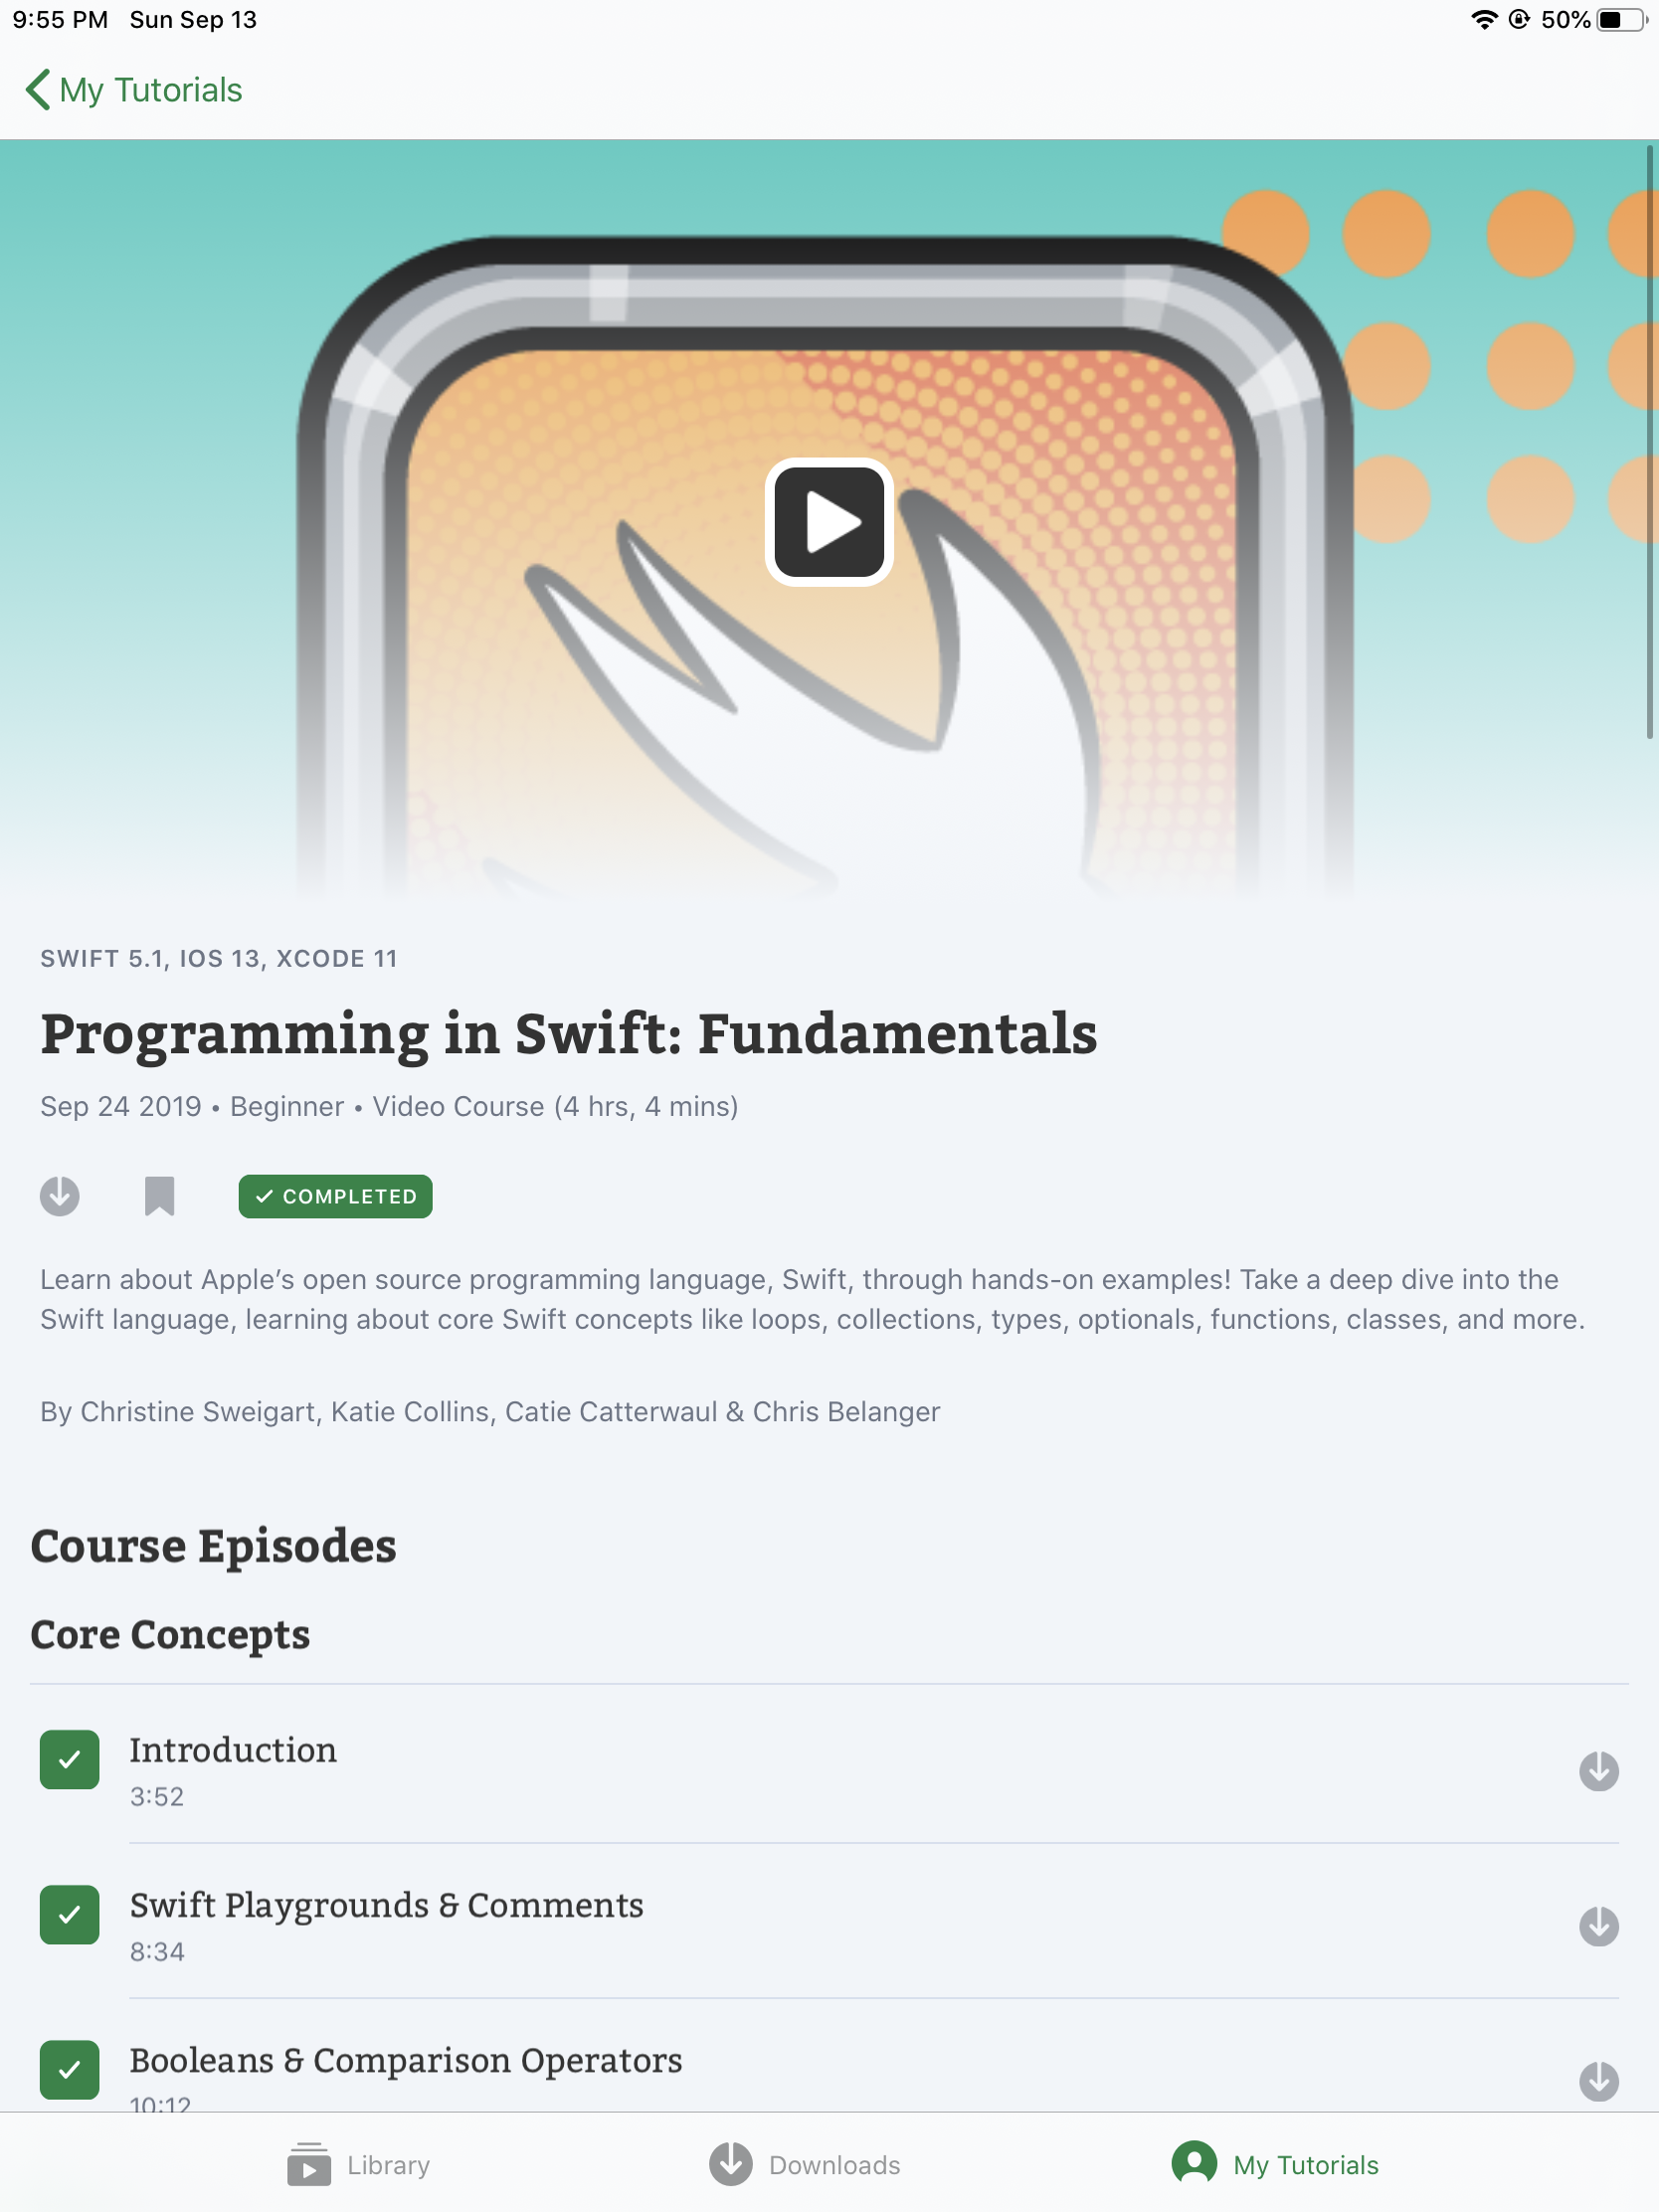 9:55 PM Sun Sep 13 50%
My Tutorials
SWIFT 5.1, IOS 13, XCODE 11
Programming in Swift: Fundamentals
Sep 24 2019 • Beginner • Video Course (4 hrs, 4 mins)
COMPLETED
Learn about Apple’s open source programming language, Swift, through hands-on examples! Take a deep dive into the
Swift language, learning about core Swift concepts like loops, collections, types, optionals, functions, classes, and more.
By Christine Sweigart, Katie Collins, Catie Catterwaul & Chris Belanger
Course Episodes
Core Concepts
Introduction
3:52
Swift Playgrounds & Comments
8:34
Booleans & Comparison Operators
10:12
Library Downloads My Tutorials